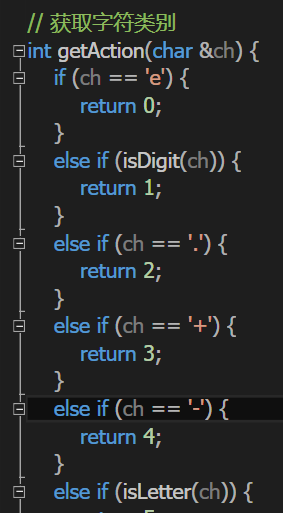 // 获取字符类别
int getAction(char &ch) {
if (ch == 'e') {
return 0;
}
else if (isDigit(ch)) {
return 1;
}
else if (ch == '.') {
return 2;
}
else if (ch == '+') {
return 3;
}
else if (ch == '-') {
return 4;
}
else if (isLetter(ch)) {